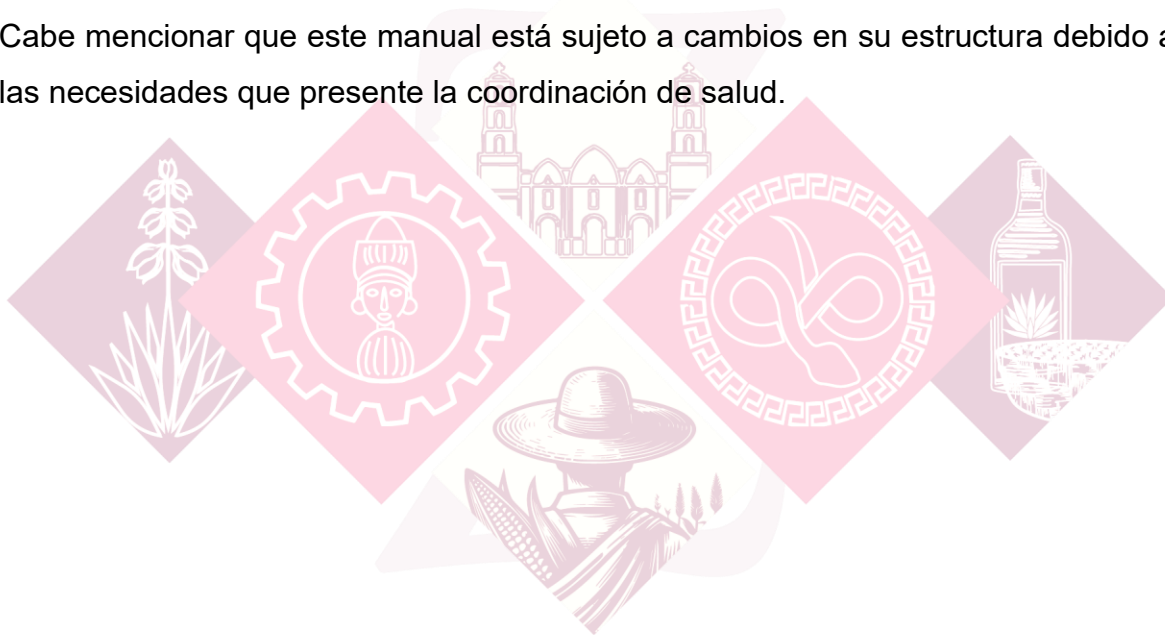 Cabe mencionar que este manual está sujeto a cambios en su estructura debido a
las necesidades que presente la coordinación de salud.